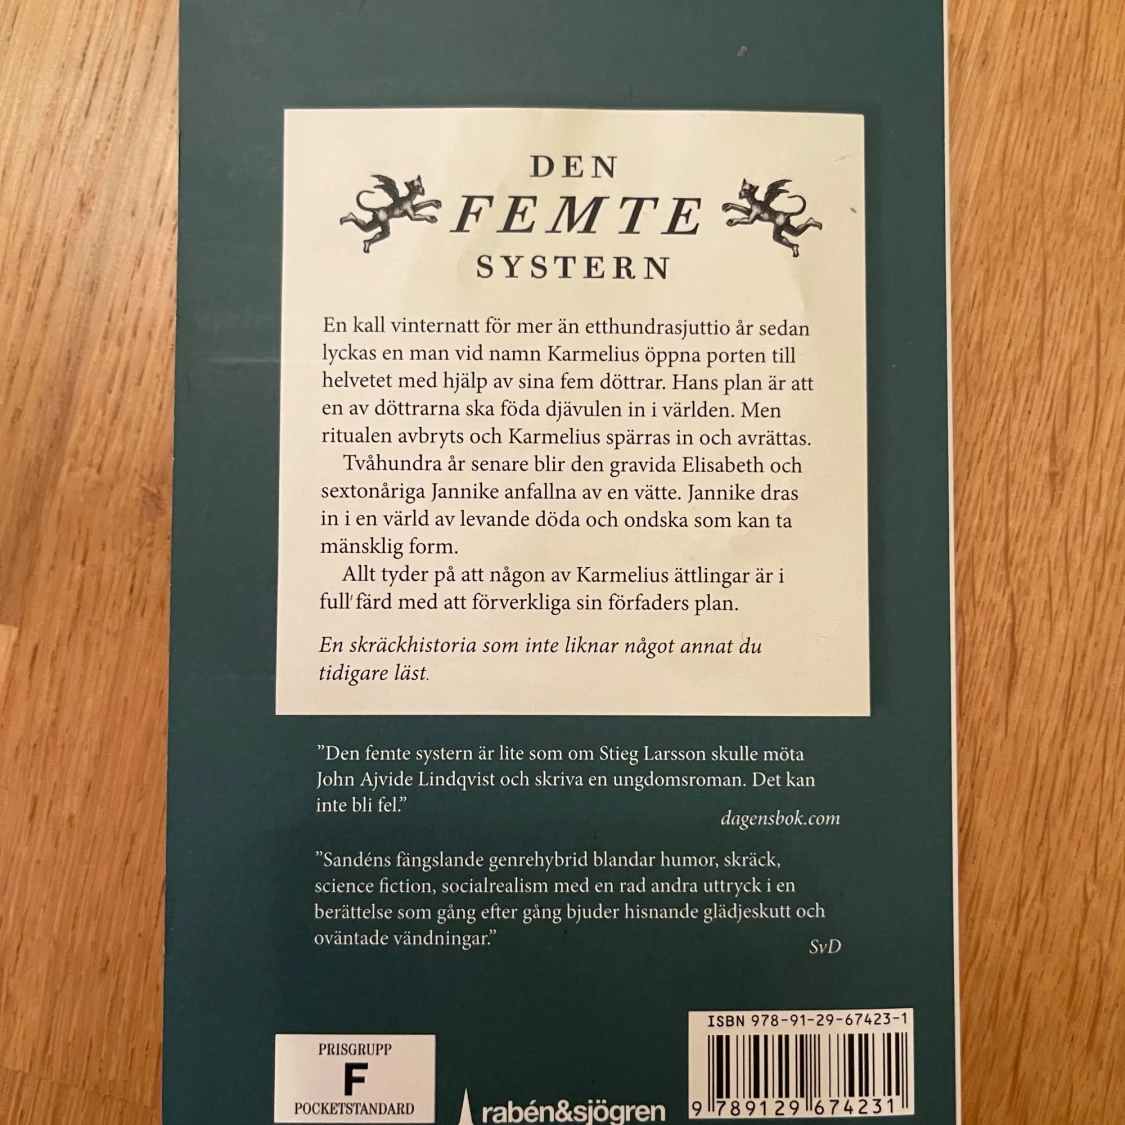 DEN
FEMTE
SYSTERN
En kall vinternatt för mer än etthundrasjuttio år sedan
lyckas en man vid namn Karmelius öppna porten till
helvetet med hjälp av sina fem döttrar. Hans plan är att
en av döttrarna ska föda djävulen in i världen. Men
ritualen avbryts och Karmelius spärras in och avrättas.
Tvåhundra år senare blir den gravida Elisabeth och
sextonåriga Jannike anfallna av en vätte. Jannike dras
in i en värld av levande döda och ondska som kan ta
mänsklig form.
Allt tyder på att någon av Karmelius ättlingar är i
full färd med att förverkliga sin förfaders plan.
En skräckhistoria som inte liknar något annat du
tidigare läst.
”Den femte systern är lite som om Stieg Larsson skulle möta
John Ajvide Lindqvist och skriva en ungdomsroman. Det kan
inte bli fel.”
dagensbok.com
”Sandéns fängslande genrehybrid blandar humor, skräck,
science fiction, socialrealism med en rad andra uttryck i en
berättelse som gång efter gång bjuder hisnande glädjeskutt och
oväntade vändningar.”
SvD
PRISGRUPP
F
POCKETSTANDARD
rabén&sjögren
ISBN 978-91-29-67423-1
9 789129 674231